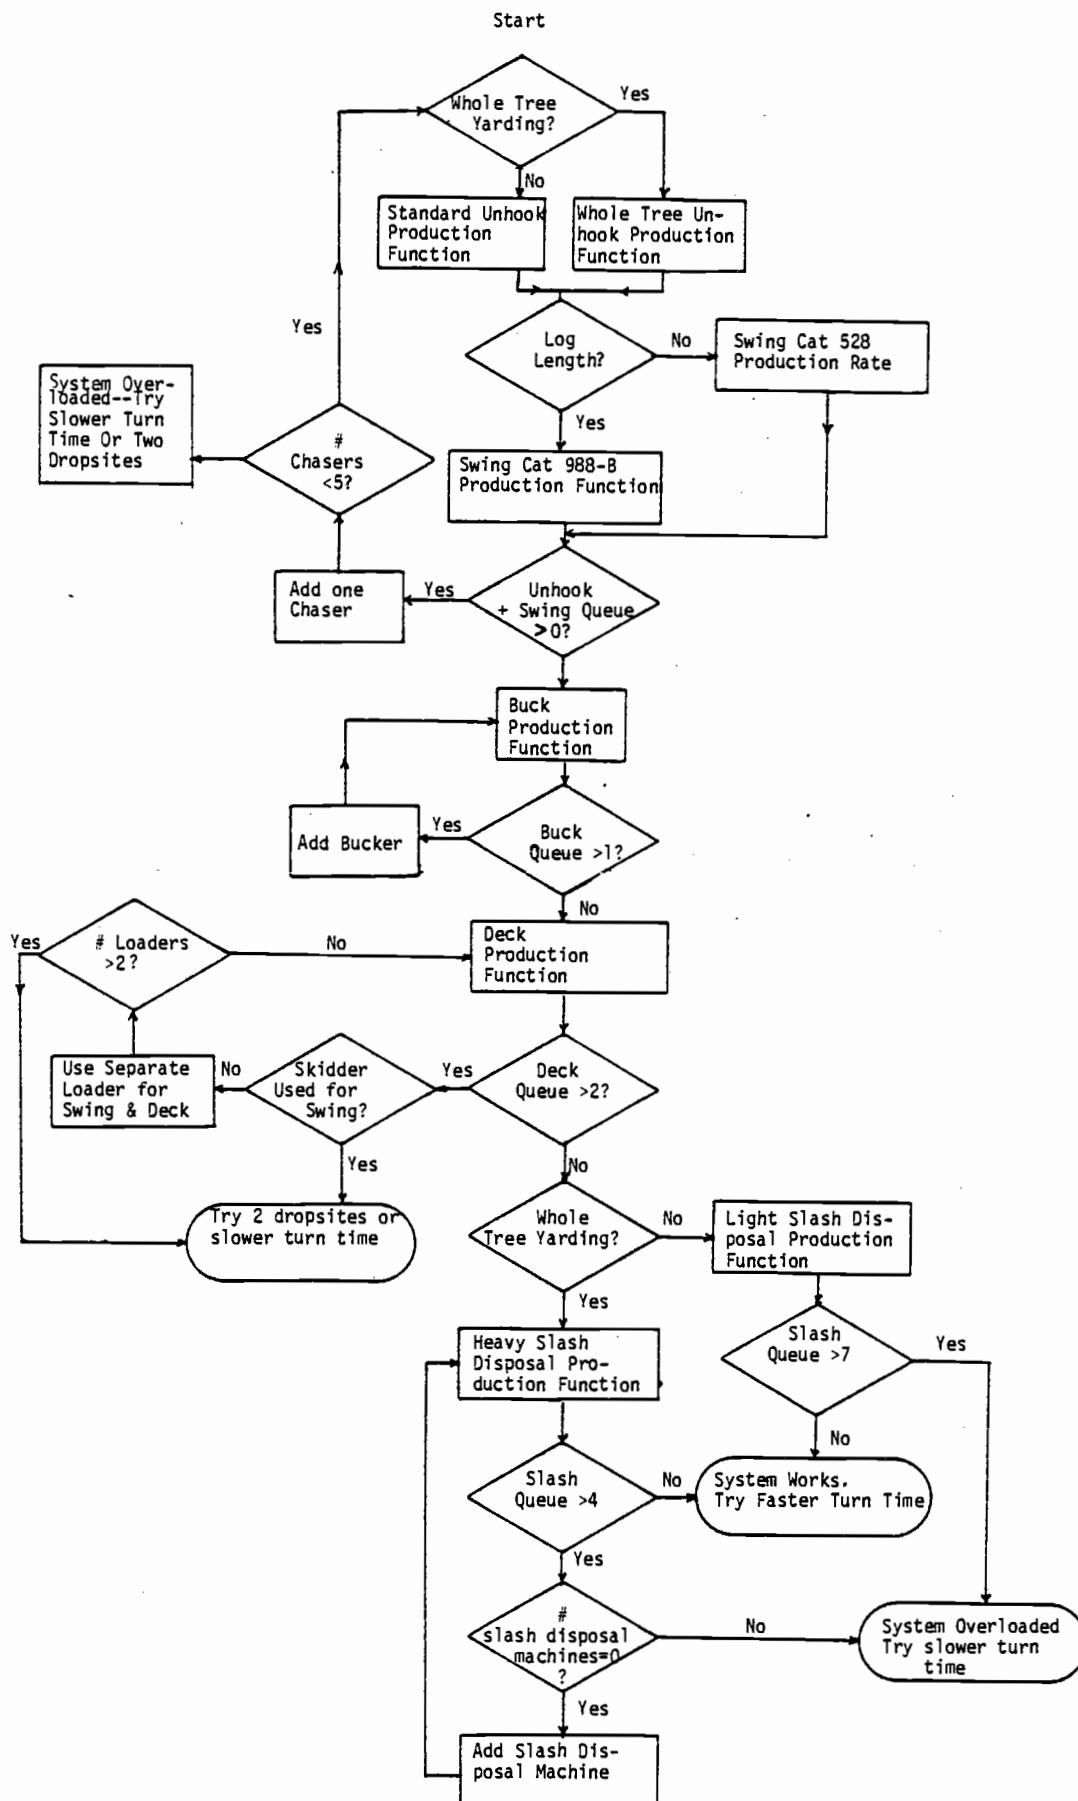 Start
Whole Tree
Yarding?
Yes
No
Standard Unhook
Production
Function
Whole Tree Un-
hook Production
Function
Yes
Log
Length?
No
Swing Cat 528
Production Rate
System Over-
loaded--Try
Slower Turn
Time Or Two
Dropsites
#
Chasers
<5?
Yes
Swing Cat 988-B
Production Function
Add one
Chaser
Yes
Unhook
+ Swing Queue
>0?
Buck
Production
Function
Add Bucker
Yes
Buck
Queue >1?
No
Yes
# Loaders
>2?
No
Deck
Production
Function
Use Separate
Loader for
Swing & Deck
No
Skidder
Used for
Swing?
Yes
Deck
Queue >2?
Yes
No
Try 2 dropsites or
slower turn time
Whole
Tree Yarding?
No
Light Slash Dis-
posal Production
Function
Yes
Heavy Slash
Disposal Pro-
duction Function
Slash
Queue >7
Yes
No
Slash
Queue >4
No
System Works.
Try Faster Turn Time
Yes
#
slash disposal
machines=0
?
No
System Overloaded
Try slower turn
time
Yes
Add Slash Dis-
posal Machine